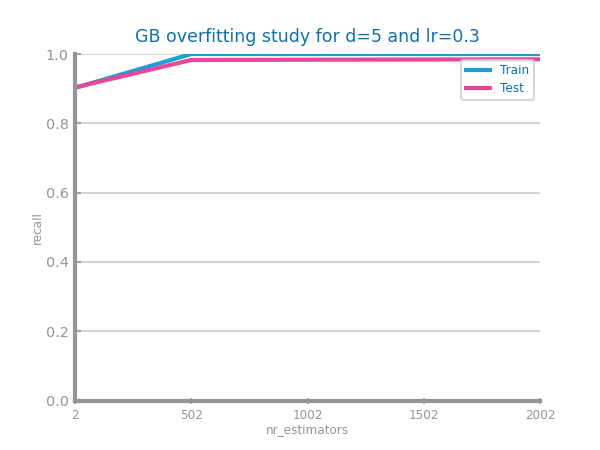 GB overfitting study for d=5 and lr=0.3
1.0
Train
Test
0.8
0.6
recall
0.4
0.2
0.0
2 502 1002 1502 2002
nr_estimators